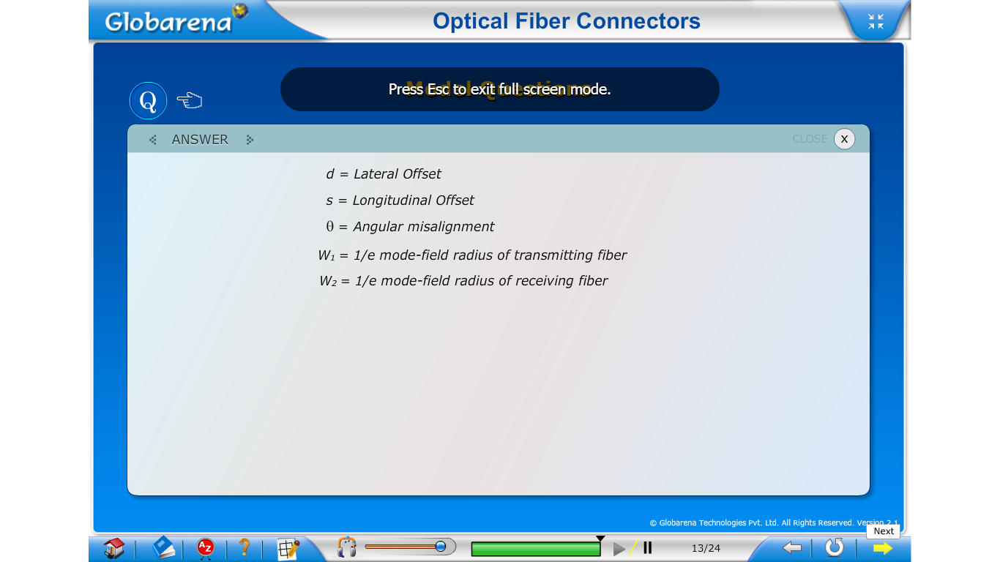 Globarena
Optical Fiber Connectors
Press Esc to exit full screen mode.
Q
ANSWER
CLOSE X
d = Lateral Offset
s = Longitudinal Offset
θ = Angular misalignment
W₁ = 1/e mode-field radius of transmitting fiber
W₂ = 1/e mode-field radius of receiving fiber
© Globarena Technologies Pvt. Ltd. All Rights Reserved. Version 2.1
Next
AZ
?
13/24